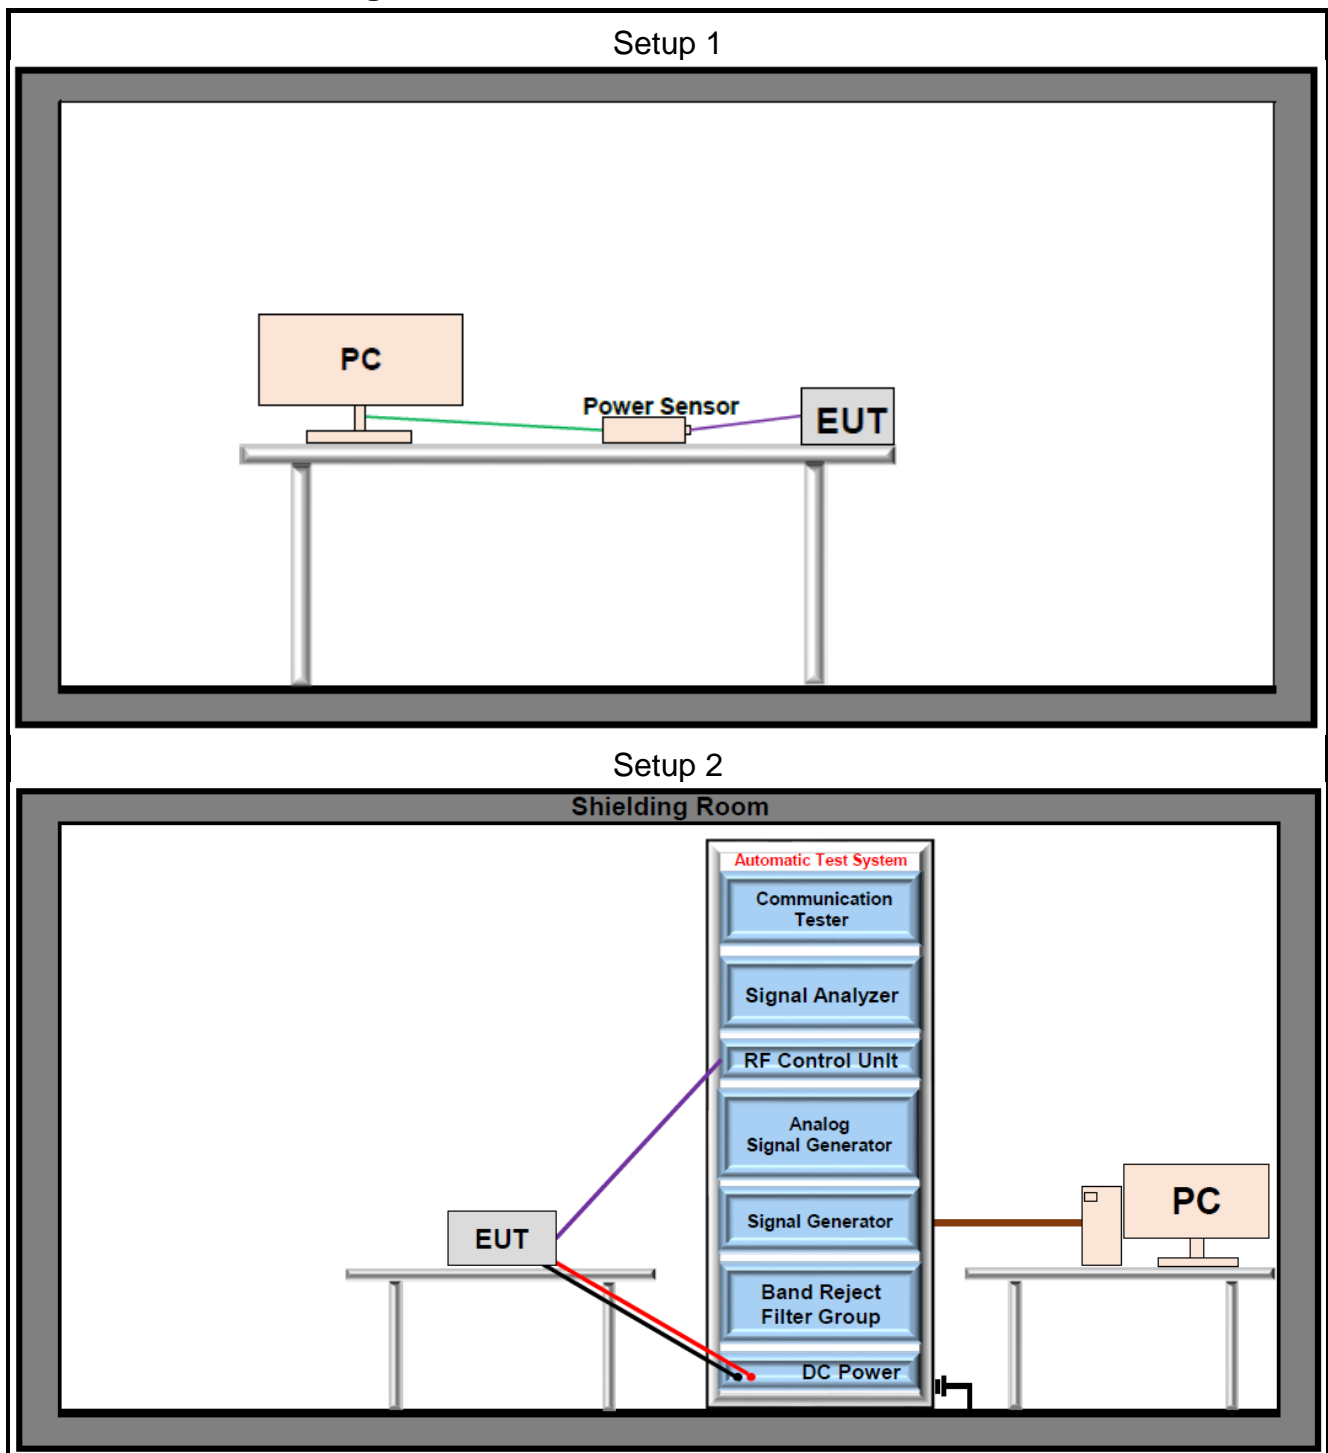 Setup 1
PC
Power Sensor
EUT
Setup 2
Shielding Room
Automatic Test System
Communication
Tester
Signal Analyzer
RF Control UnIt
Analog
Signal Generator
Signal Generator
Band Reject
Filter Group
DC Power
EUT
PC